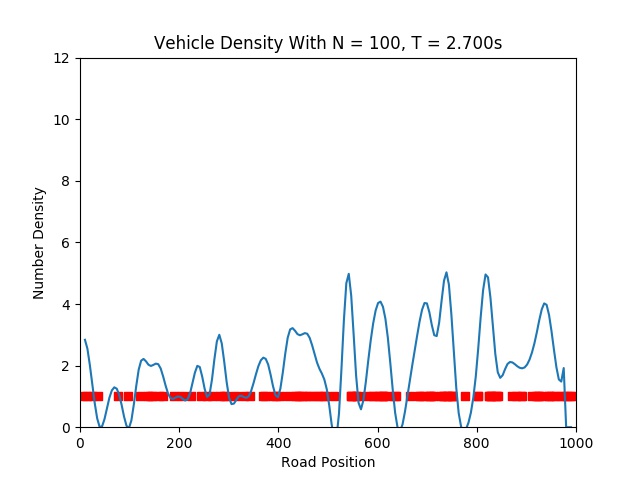 Vehicle Density With N = 100, T = 2.700s
12
10
8
6
4
2
0
Number Density
0 200 400 600 800 1000
Road Position